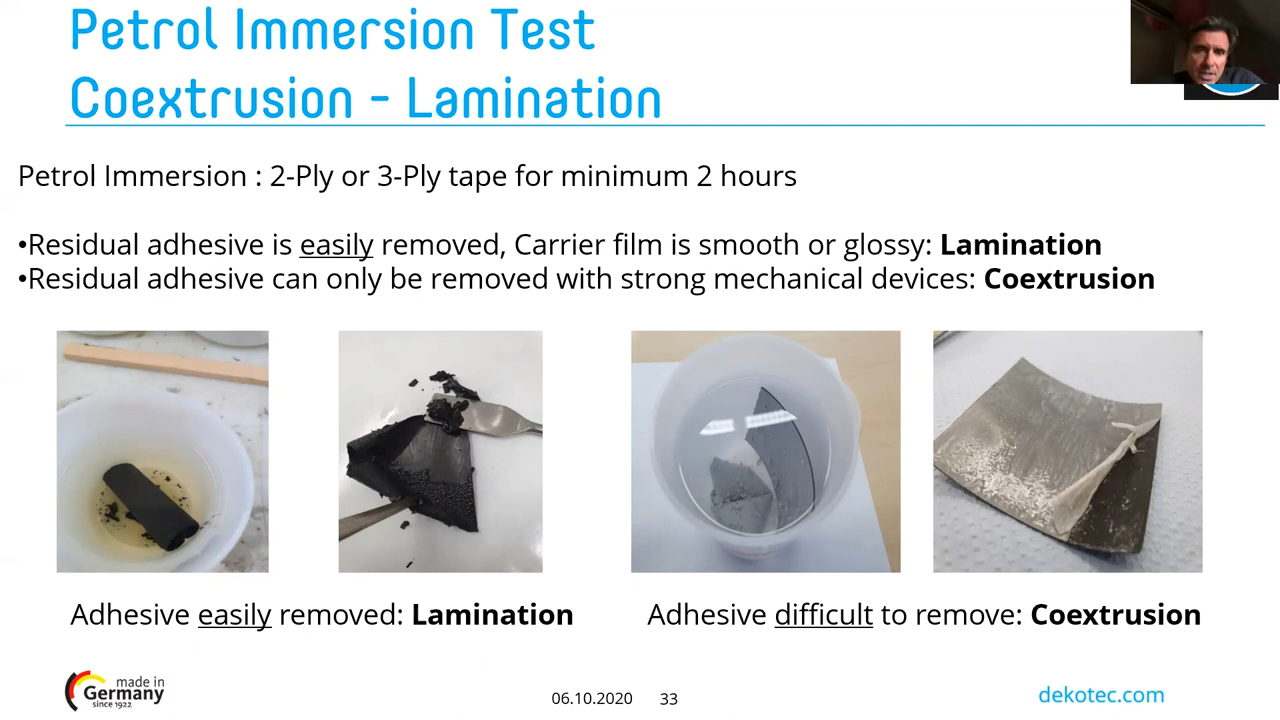 Petrol Immersion Test
Coextrusion - Lamination
Petrol Immersion : 2-Ply or 3-Ply tape for minimum 2 hours
•Residual adhesive is easily removed, Carrier film is smooth or glossy: Lamination
•Residual adhesive can only be removed with strong mechanical devices: Coextrusion
Adhesive easily removed: Lamination
Adhesive difficult to remove: Coextrusion
made in
Germany
since 1922
06.10.2020
33
dekotec.com